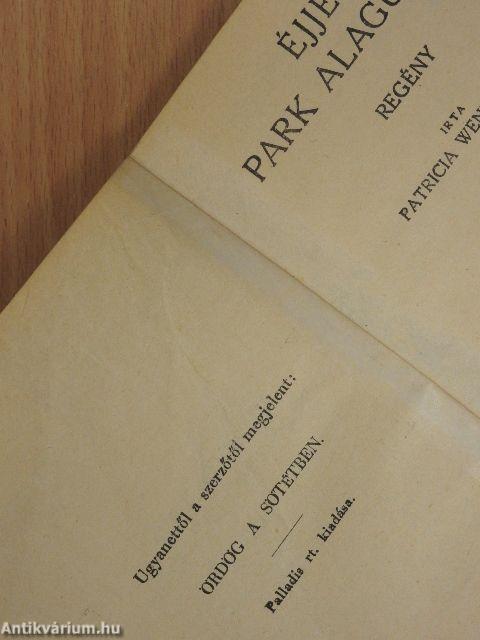 Ugyanettől a szerzőtől megjelent:
ÖRDÖG A SÖTÉTBEN.
Palladis rt. kiadása.
ÉJJE
PARK ALAGU
REGÉNY
IRTA
PATRICIA WEN
Antikvárium.hu